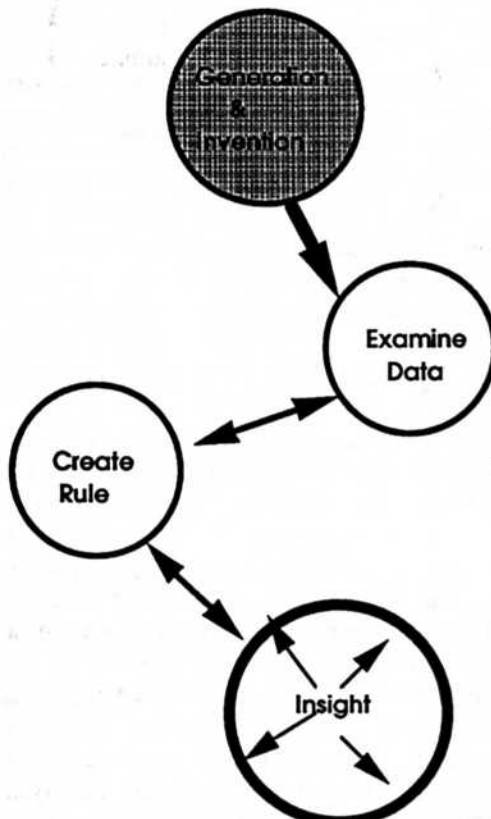 Generation
&
Invention
Examine
Data
Create
Rule
Insight